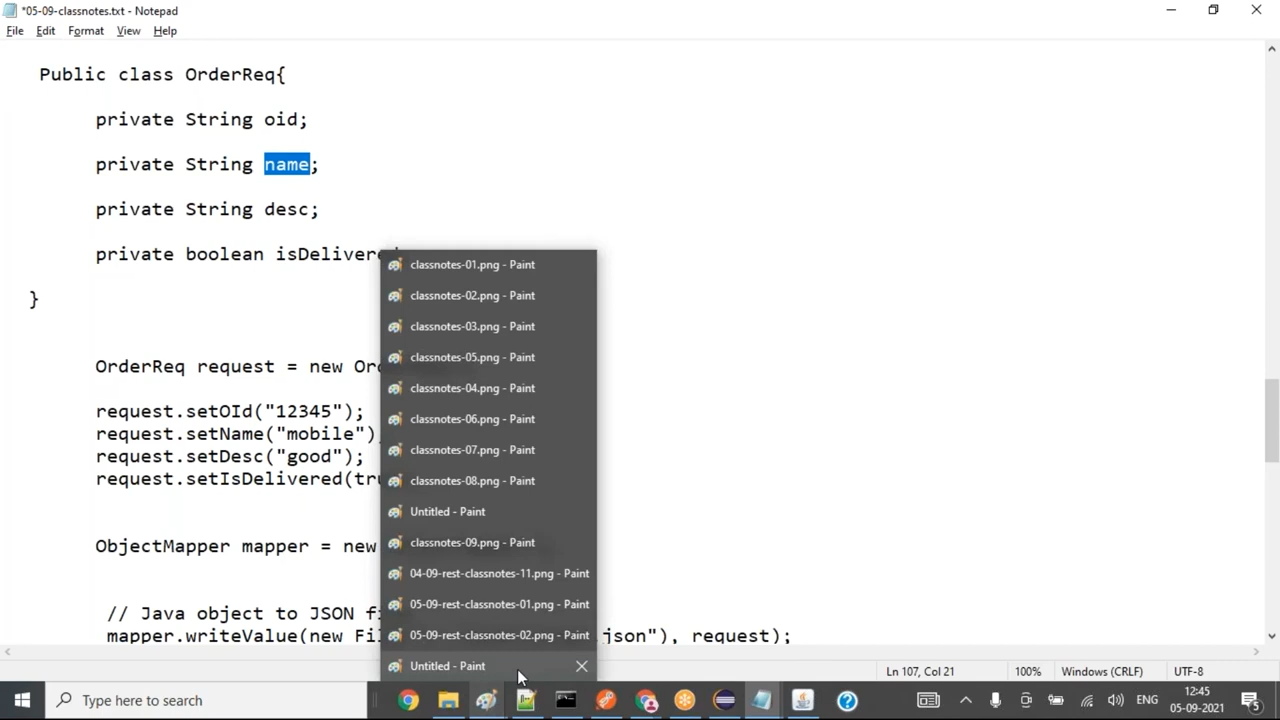 *05-09-classnotes.txt - Notepad
File Edit Format View Help
Public class OrderReq{
private String oid;
private String name;
private String desc;
private boolean isDelivered
}
OrderReq request = new
request.setOId("12345");
request.setName("mobile")
request.setDesc("good");
request.setIsDelivered(
ObjectMapper mapper = new
// Java object to JSON
mapper.writeValue(new json"), request);
classnotes-01.png - Paint
classnotes-02.png - Paint
classnotes-03.png - Paint
classnotes-05.png - Paint
classnotes-04.png - Paint
classnotes-06.png - Paint
classnotes-07.png - Paint
classnotes-08.png - Paint
Untitled - Paint
classnotes-09.png - Paint
04-09-rest-classnotes-11.png - Paint
05-09-rest-classnotes-01.png - Paint
05-09-rest-classnotes-02.png - Paint
Untitled - Paint
Ln 107, Col 21 100% Windows (CRLF) UTF-8
Type here to search
ENG
12:45
05-09-2021
5